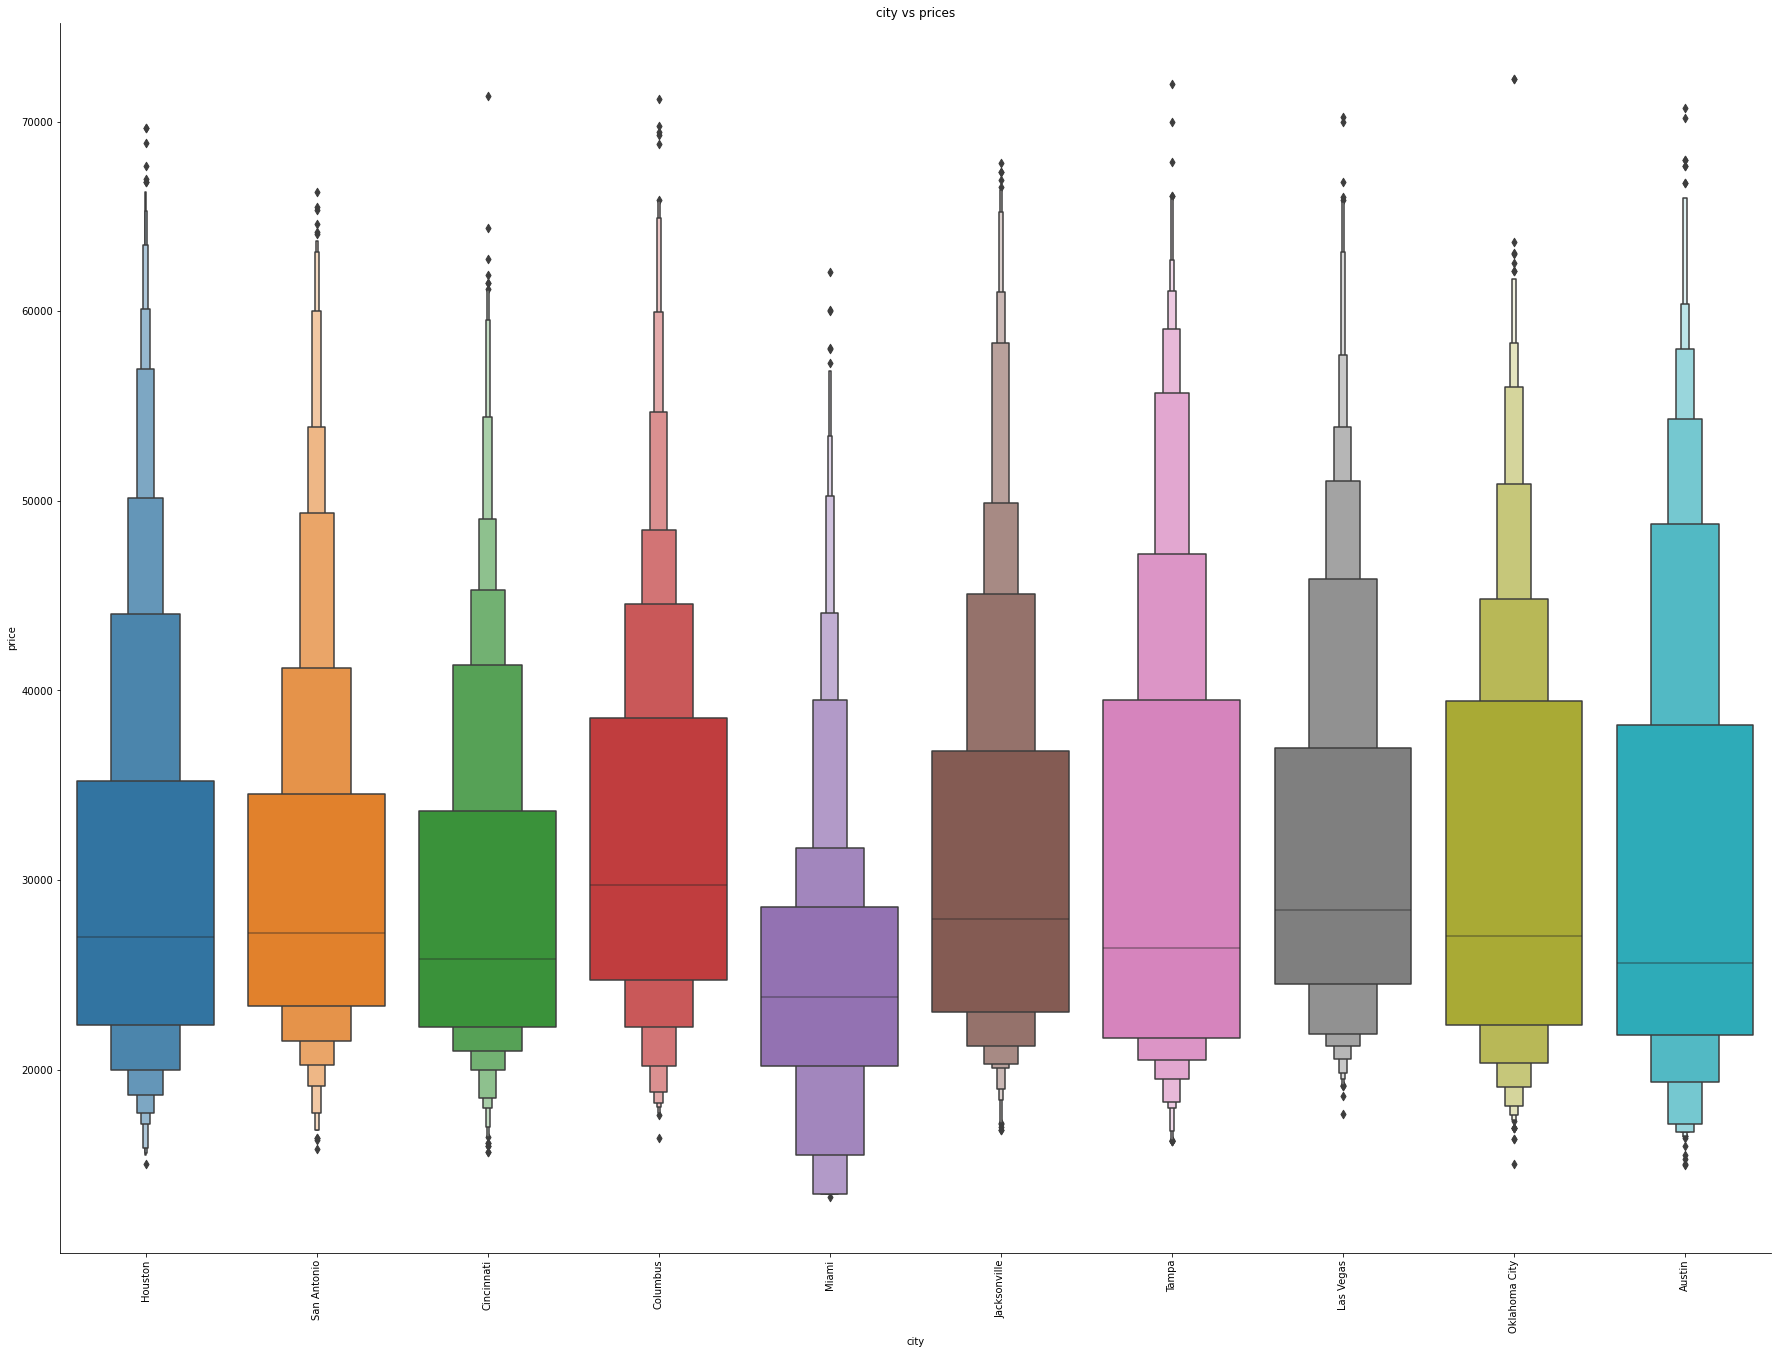 city vs prices
70000
60000
50000
40000
30000
20000
price
Houston
San Antonio
Cincinnati
Columbus
Miami
Jacksonville
Tampa
Las Vegas
Oklahoma City
Austin
city